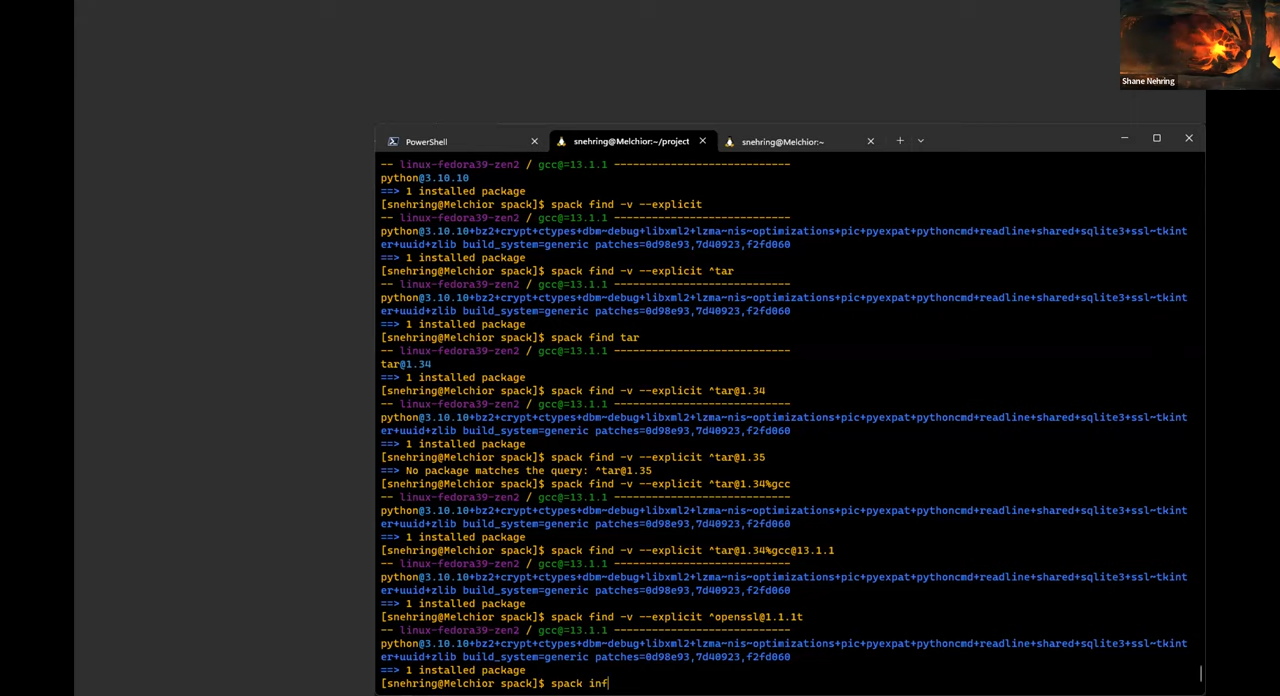 Shane Nehring
PowerShell
snehring@Melchior:~/project
snehring@Melchior:~
-- linux-fedora39-zen2 / gcc@=13.1.1 ----------------------------
python@3.10.10
==> 1 installed package
[snehring@Melchior spack]$ spack find -v --explicit
-- linux-fedora39-zen2 / gcc@=13.1.1 ----------------------------
python@3.10.10+bz2+crypt+ctypes+dbm~debug+libxml2+lzma~nis~optimizations+pic+pyexpat+pythoncmd+readline+shared+sqlite3+ssl~tkint
er+uuid+zlib build_system=generic patches=0d98e93,7d40923,f2fd060
==> 1 installed package
[snehring@Melchior spack]$ spack find -v --explicit ^tar
-- linux-fedora39-zen2 / gcc@=13.1.1 ----------------------------
python@3.10.10+bz2+crypt+ctypes+dbm~debug+libxml2+lzma~nis~optimizations+pic+pyexpat+pythoncmd+readline+shared+sqlite3+ssl~tkint
er+uuid+zlib build_system=generic patches=0d98e93,7d40923,f2fd060
==> 1 installed package
[snehring@Melchior spack]$ spack find tar
-- linux-fedora39-zen2 / gcc@=13.1.1 ----------------------------
tar@1.34
==> 1 installed package
[snehring@Melchior spack]$ spack find -v --explicit ^tar@1.34
-- linux-fedora39-zen2 / gcc@=13.1.1 ----------------------------
python@3.10.10+bz2+crypt+ctypes+dbm~debug+libxml2+lzma~nis~optimizations+pic+pyexpat+pythoncmd+readline+shared+sqlite3+ssl~tkint
er+uuid+zlib build_system=generic patches=0d98e93,7d40923,f2fd060
==> 1 installed package
[snehring@Melchior spack]$ spack find -v --explicit ^tar@1.35
==> No package matches the query: ^tar@1.35
[snehring@Melchior spack]$ spack find -v --explicit ^tar@1.34%gcc
-- linux-fedora39-zen2 / gcc@=13.1.1 ----------------------------
python@3.10.10+bz2+crypt+ctypes+dbm~debug+libxml2+lzma~nis~optimizations+pic+pyexpat+pythoncmd+readline+shared+sqlite3+ssl~tkint
er+uuid+zlib build_system=generic patches=0d98e93,7d40923,f2fd060
==> 1 installed package
[snehring@Melchior spack]$ spack find -v --explicit ^tar@1.34%gcc@13.1.1
-- linux-fedora39-zen2 / gcc@=13.1.1 ----------------------------
python@3.10.10+bz2+crypt+ctypes+dbm~debug+libxml2+lzma~nis~optimizations+pic+pyexpat+pythoncmd+readline+shared+sqlite3+ssl~tkint
er+uuid+zlib build_system=generic patches=0d98e93,7d40923,f2fd060
==> 1 installed package
[snehring@Melchior spack]$ spack find -v --explicit ^openssl@1.1.1t
-- linux-fedora39-zen2 / gcc@=13.1.1 ----------------------------
python@3.10.10+bz2+crypt+ctypes+dbm~debug+libxml2+lzma~nis~optimizations+pic+pyexpat+pythoncmd+readline+shared+sqlite3+ssl~tkint
er+uuid+zlib build_system=generic patches=0d98e93,7d40923,f2fd060
==> 1 installed package
[snehring@Melchior spack]$ spack inf